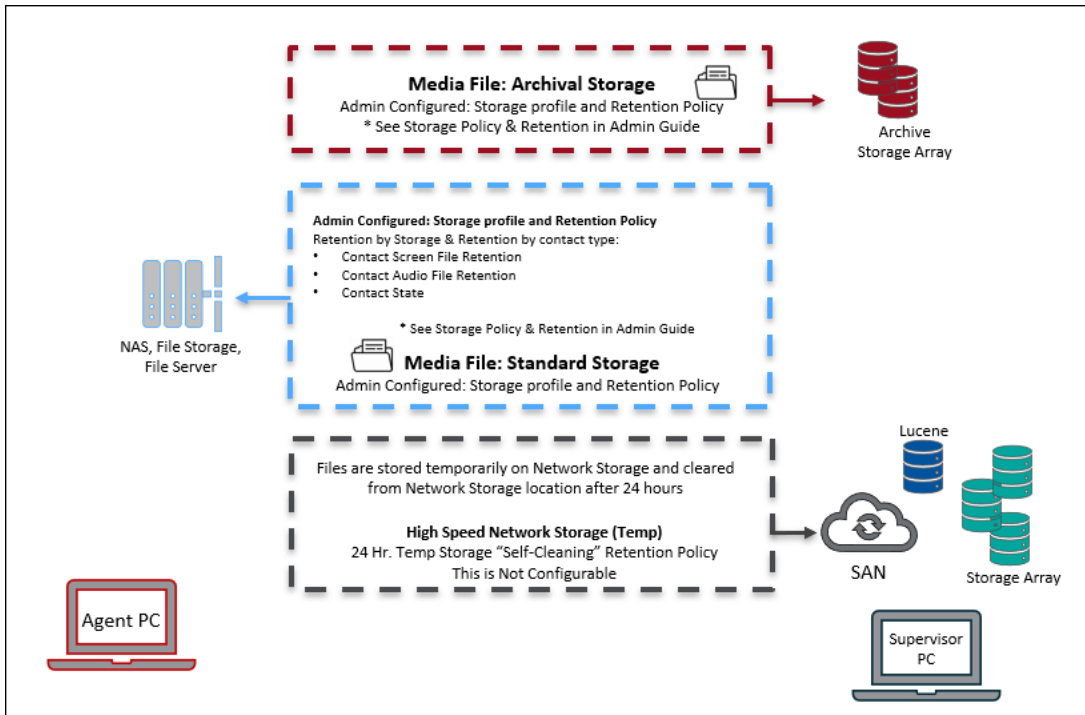 Media File: Archival Storage
Admin Configured: Storage profile and Retention Policy
* See Storage Policy & Retention in Admin Guide
Archive
Storage Array
Admin Configured: Storage profile and Retention Policy
Retention by Storage & Retention by contact type:
• Contact Screen File Retention
• Contact Audio File Retention
• Contact State
* See Storage Policy & Retention in Admin Guide
Media File: Standard Storage
Admin Configured: Storage profile and Retention Policy
NAS, File Storage,
File Server
Files are stored temporarily on Network Storage and cleared
from Network Storage location after 24 hours
High Speed Network Storage (Temp)
24 Hr. Temp Storage “Self-Cleaning” Retention Policy
This is Not Configurable
Lucene
SAN
Storage Array
Agent PC
Supervisor
PC